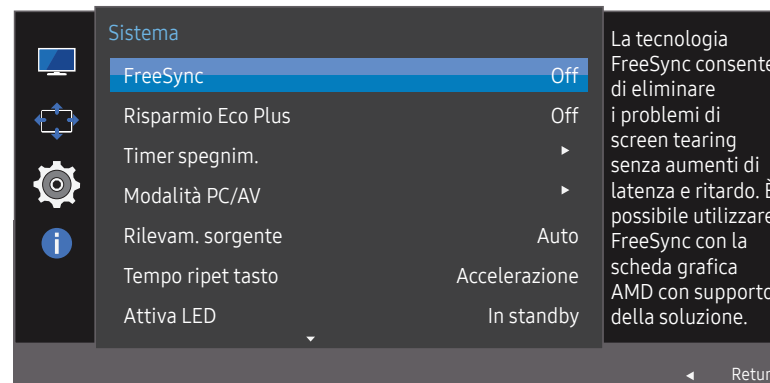 Sistema
FreeSync Off
Risparmio Eco Plus Off
Timer spegnim.
Modalità PC/AV
Rilevam. sorgente Auto
Tempo ripet tasto Accelerazione
Attiva LED In standby
La tecnologia
FreeSync consente
di eliminare
i problemi di
screen tearing
senza aumenti di
latenza e ritardo. È
possibile utilizzare
FreeSync con la
scheda grafica
AMD con supporto
della soluzione.
Retur